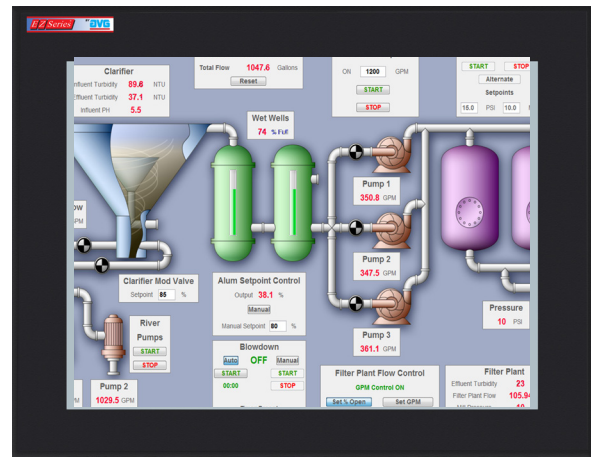 EZ Series AVG
Clarifier
Influent Turbidity 89.6 NTU
Effluent Turbidity 37.1 NTU
Influent PH 5.5
Total Flow 1047.6 Gallons
Reset
Wet Wells
74 % Full
ON 1200 GPM
START
STOP
START STOP
Alternate
Setpoints
15.0 PSI 10.0
Pump 1
350.8 GPM
Pump 2
347.5 GPM
Pump 3
361.1 GPM
Clarifier Mod Valve
Setpoint 85 %
Alum Setpoint Control
Output 38.1 %
Manual
Manual Setpoint 80 %
River
Pumps
START
STOP
Pump 2
1029.5 GPM
Blowdown
Auto OFF Manual
START START
00:00 STOP
Pressure
10 PSI
Filter Plant Flow Control
GPM Control ON
Set % Open Set GPM
Filter Plant
Effluent Turbidity 23
Filter Plant Flow 105.9